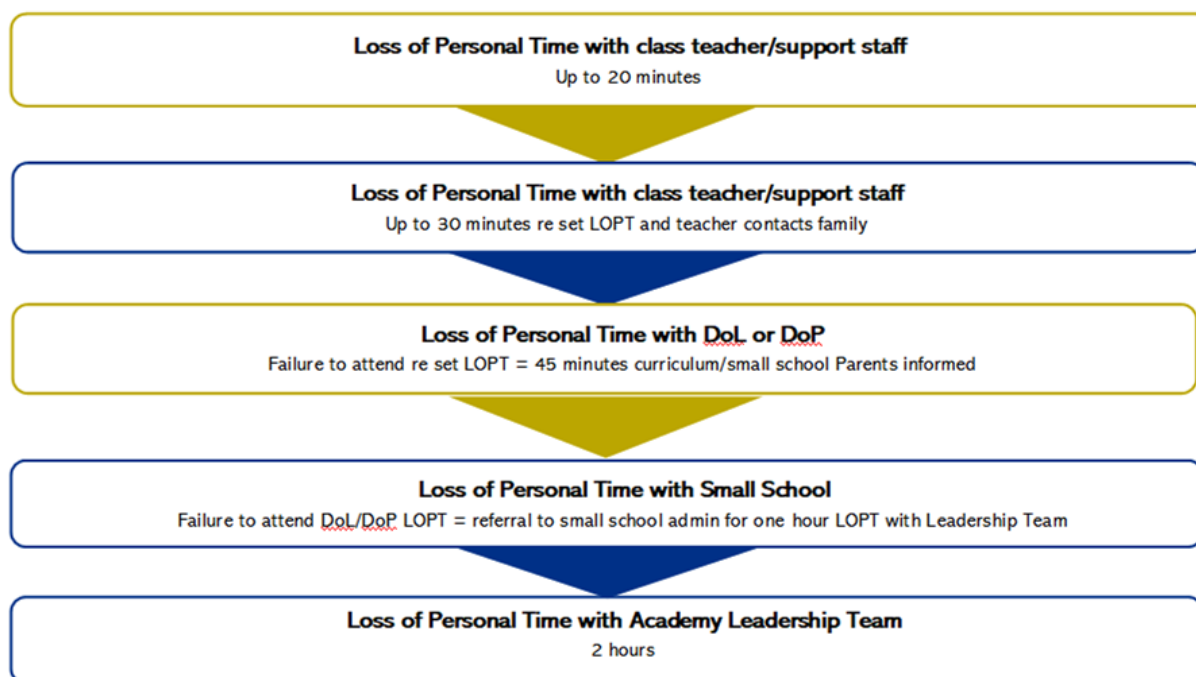 Loss of Personal Time with class teacher/support staff
Up to 20 minutes
Loss of Personal Time with class teacher/support staff
Up to 30 minutes re set LOPT and teacher contacts family
Loss of Personal Time with DoL or DoP
Failure to attend re set LOPT = 45 minutes curriculum/small school Parents informed
Loss of Personal Time with Small School
Failure to attend DoL/DoP LOPT = referral to small school admin for one hour LOPT with Leadership Team
Loss of Personal Time with Academy Leadership Team
2 hours